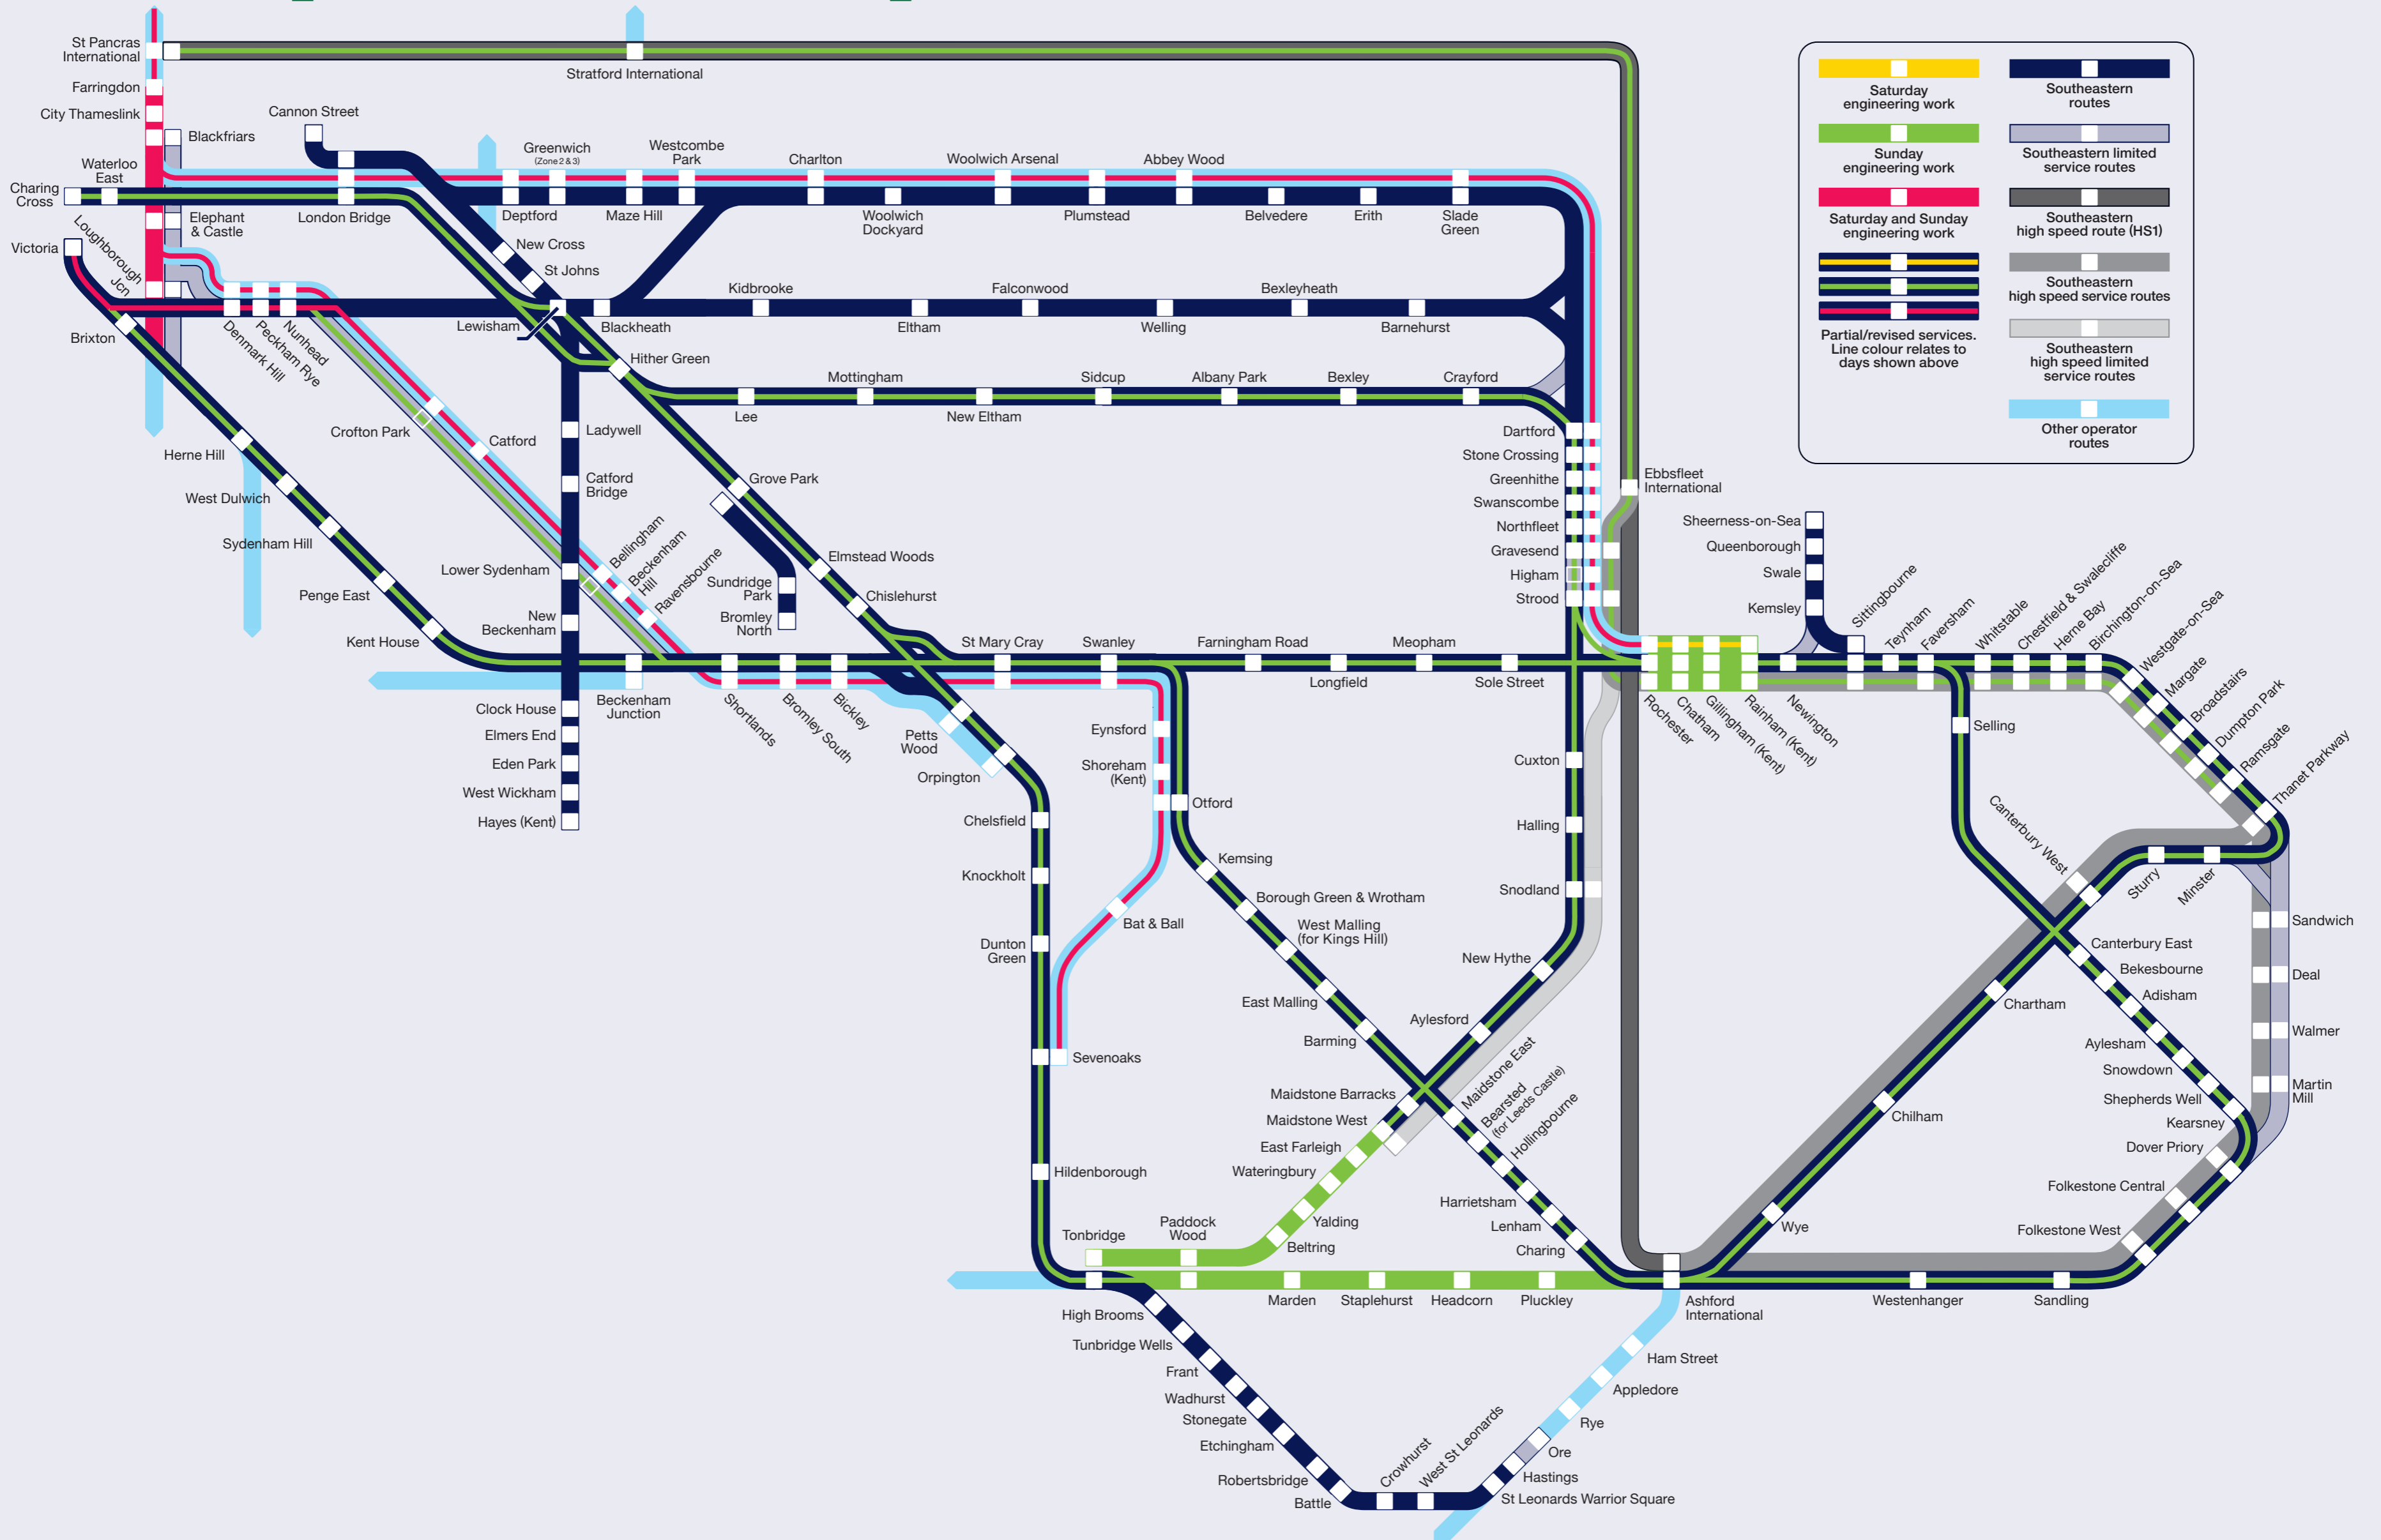 St Pancras
International
Farringdon
City Thameslink
Blackfriars
Waterloo
East
Charing
Cross
Elephant
& Castle
Loughborough
Jcn
Victoria
Brixton
Cannon Street
London Bridge
Stratford International
Greenwich
(Zone 2 & 3)
Westcombe
Park
Charlton
Woolwich Arsenal
Abbey Wood
Deptford
Maze Hill
Woolwich
Dockyard
Plumstead
Belvedere
Erith
Slade
Green
New Cross
St Johns
Lewisham
Blackheath
Kidbrooke
Eltham
Falconwood
Welling
Bexleyheath
Barnehurst
Denmark Hill
Peckham Rye
Nunhead
Hither Green
Lee
Mottingham
New Eltham
Sidcup
Albany Park
Bexley
Crayford
Crofton Park
Catford
Ladywell
Catford
Bridge
Herne Hill
West Dulwich
Sydenham Hill
Penge East
Kent House
Lower Sydenham
New
Beckenham
Bellingham
Beckenham
Hill
Ravensbourne
Grove Park
Sundridge
Park
Bromley
North
Elmstead Woods
Chislehurst
Clock House
Elmers End
Eden Park
West Wickham
Hayes (Kent)
Beckenham
Junction
Shortlands
Bromley South
Bickley
Petts
Wood
Orpington
St Mary Cray
Swanley
Farningham Road
Longfield
Meopham
Sole Street
Dartford
Stone Crossing
Greenhithe
Swanscombe
Northfleet
Gravesend
Higham
Strood
Ebbsfleet
International
Sheerness-on-Sea
Queenborough
Swale
Kemsley
Rochester
Chatham
Gillingham (Kent)
Rainham (Kent)
Newington
Sittingbourne
Teynham
Faversham
Whitstable
Chestfield & Swalecliffe
Herne Bay
Birchington-on-Sea
Westgate-on-Sea
Margate
Broadstairs
Dumpton Park
Ramsgate
Thanet Parkway
Selling
Eynsford
Shoreham
(Kent)
Otford
Bat & Ball
Chelsfield
Knockholt
Dunton
Green
Sevenoaks
Hildenborough
Kemsing
Borough Green & Wrotham
West Malling
(for Kings Hill)
East Malling
Barming
Cuxton
Halling
Snodland
New Hythe
Aylesford
Maidstone Barracks
Maidstone West
East Farleigh
Wateringbury
Yalding
Beltring
Maidstone East
Bearsted
(for Leeds Castle)
Hollingbourne
Harrietsham
Lenham
Charing
Tonbridge
Paddock
Wood
Marden
Staplehurst
Headcorn
Pluckley
Ashford
International
Westenhanger
Sandling
Canterbury West
Sturry
Minster
Sandwich
Deal
Walmer
Martin
Mill
Canterbury East
Bekesbourne
Adisham
Aylesham
Snowdown
Shepherds Well
Kearsney
Dover Priory
Folkestone Central
Folkestone West
Chartham
Chilham
Wye
High Brooms
Tunbridge Wells
Frant
Wadhurst
Stonegate
Etchingham
Robertsbridge
Battle
Crowhurst
West St Leonards
St Leonards Warrior Square
Hastings
Ore
Rye
Appledore
Ham Street
Saturday
engineering work
Sunday
engineering work
Saturday and Sunday
engineering work
Partial/revised services.
Line colour relates to
days shown above
Southeastern
routes
Southeastern limited
service routes
Southeastern
high speed route (HS1)
Southeastern
high speed service routes
Southeastern
high speed limited
service routes
Other operator
routes